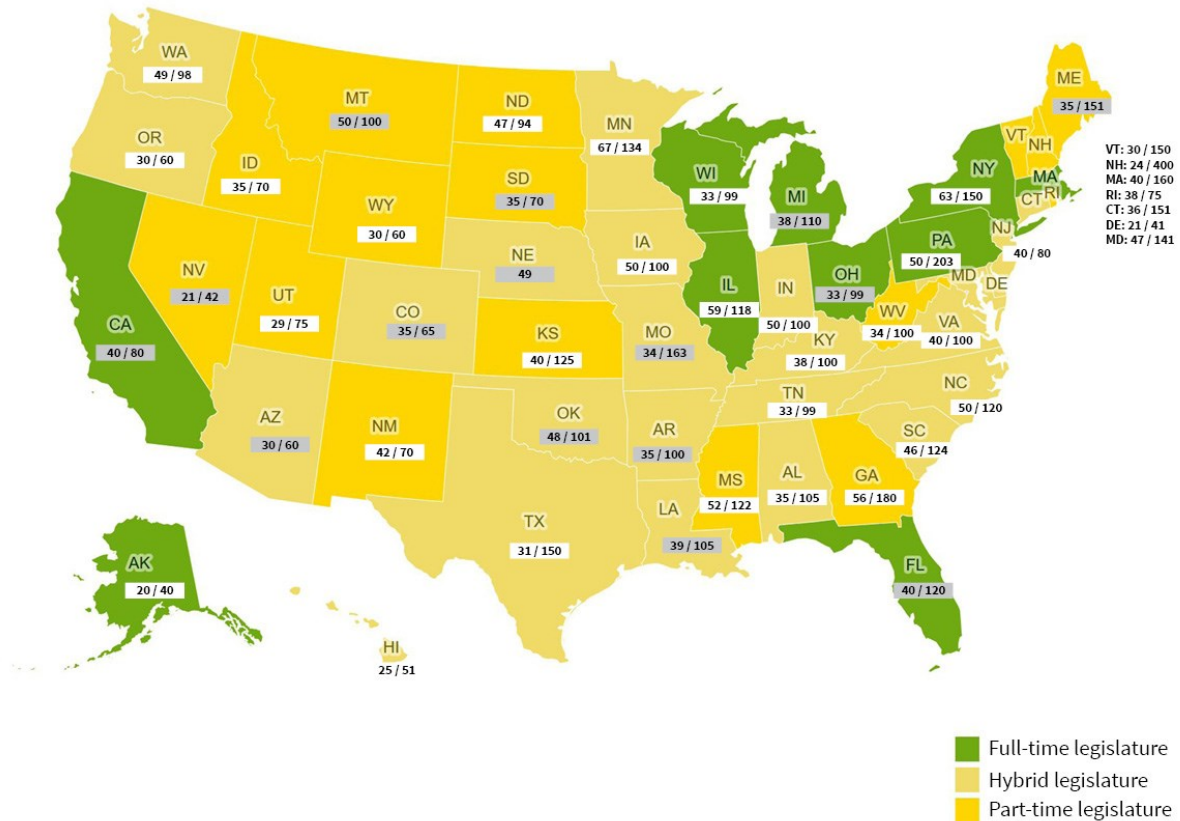 WA
49 / 98
OR
30 / 60
CA
40 / 80
NV
21 / 42
ID
35 / 70
MT
50 / 100
WY
30 / 60
UT
29 / 75
AZ
30 / 60
CO
35 / 65
NM
42 / 70
ND
47 / 94
SD
35 / 70
NE
49
KS
40 / 125
OK
48 / 101
TX
31 / 150
MN
67 / 134
IA
50 / 100
MO
34 / 163
AR
35 / 100
LA
39 / 105
WI
33 / 99
IL
59 / 118
MI
38 / 110
IN
50 / 100
OH
33 / 99
KY
38 / 100
TN
33 / 99
MS
52 / 122
AL
35 / 105
GA
56 / 180
FL
40 / 120
SC
46 / 124
NC
50 / 120
VA
40 / 100
WV
34 / 100
MD
DE
PA
50 / 203
NJ
40 / 80
NY
63 / 150
CT
RI
MA
VT
NH
ME
35 / 151
VT: 30 / 150
NH: 24 / 400
MA: 40 / 160
RI: 38 / 75
CT: 36 / 151
DE: 21 / 41
MD: 47 / 141
AK
20 / 40
HI
25 / 51
Full-time legislature
Hybrid legislature
Part-time legislature